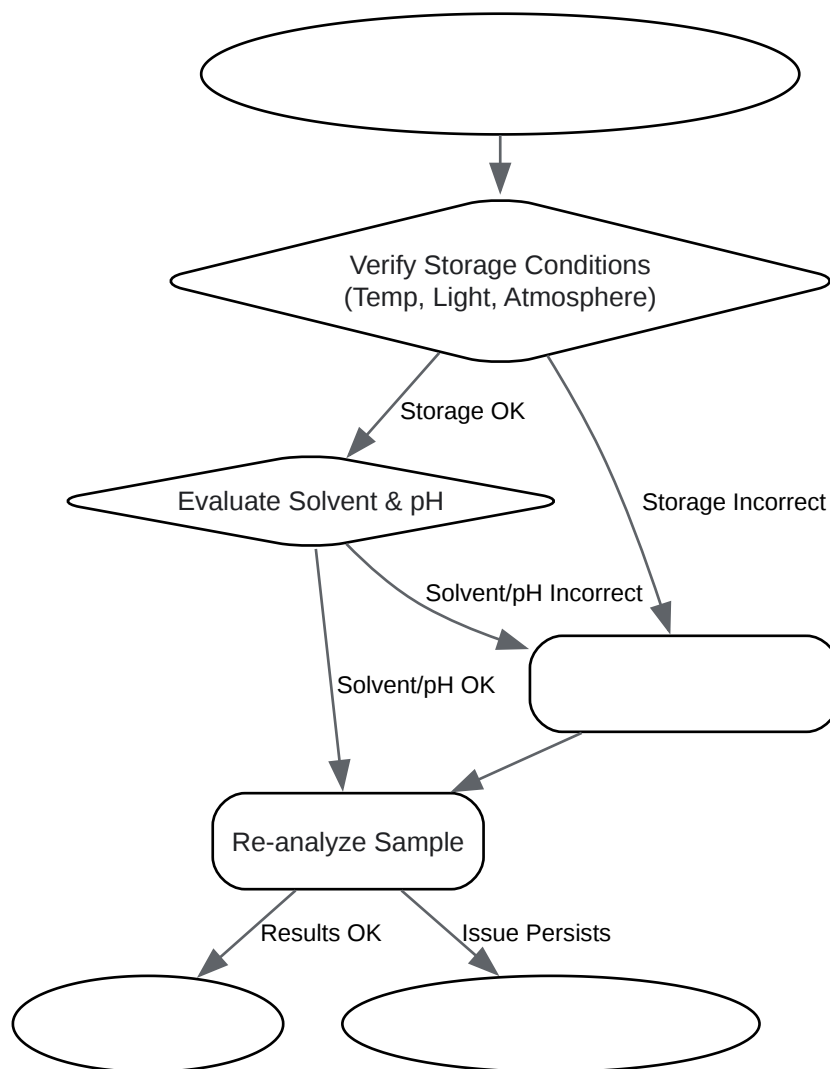 Verify Storage Conditions
(Temp, Light, Atmosphere)
Storage OK
Evaluate Solvent & pH
Storage Incorrect
Solvent/pH Incorrect
Solvent/pH OK
Re-analyze Sample
Results OK
Issue Persists